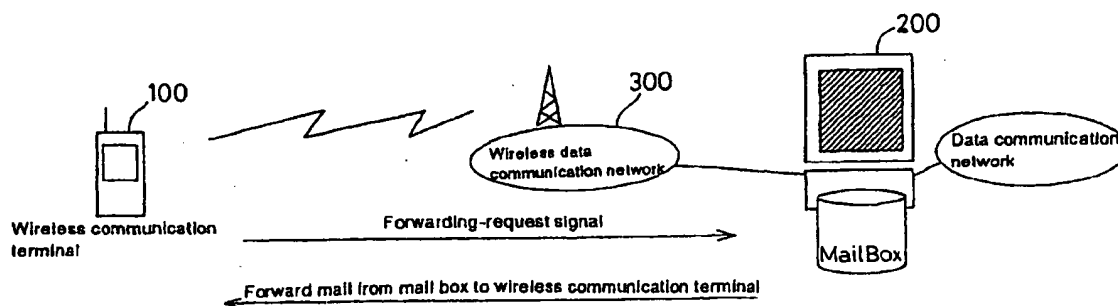 200
300
100
Wireless data
communication network
Data communication
network
Wireless communication
terminal
Forwarding-request signal
MailBox
Forward mail from mail box to wireless communication terminal